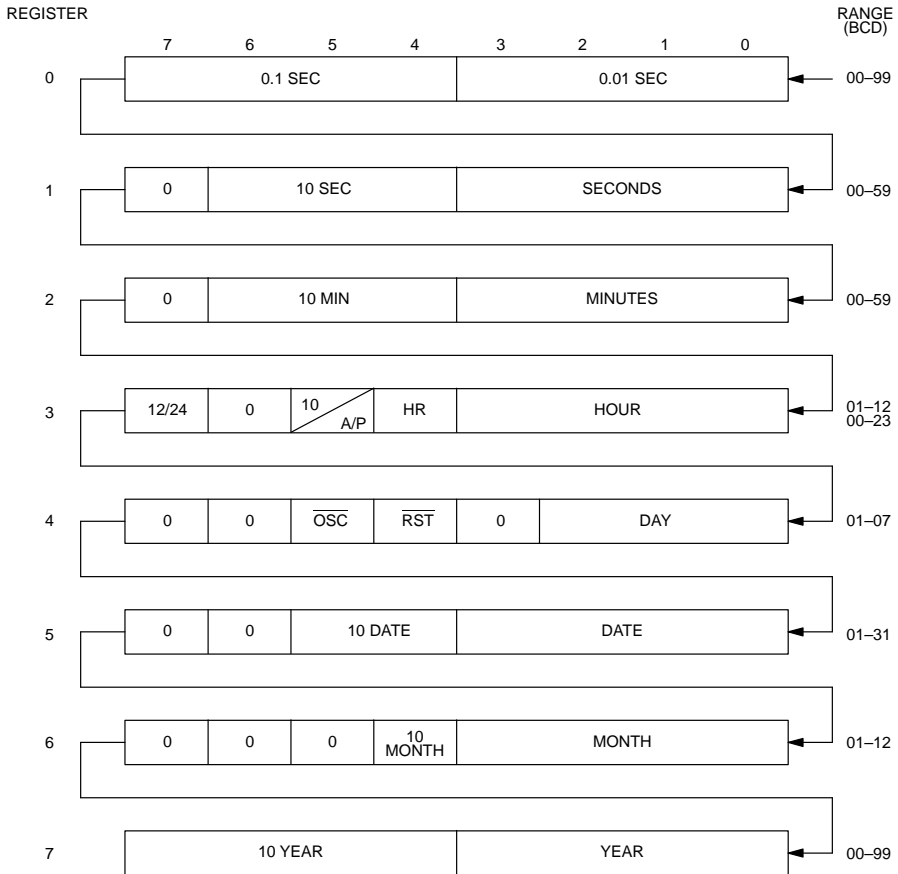 REGISTER
RANGE
(BCD)
7 6 5 4 3 2 1 0
0 0.1 SEC 0.01 SEC 00–99
1 0 10 SEC SECONDS 00–59
2 0 10 MIN MINUTES 00–59
3 12/24 0 10 A/P HR HOUR 01–12
00–23
4 0 0 OSC RST 0 DAY 01–07
5 0 0 10 DATE DATE 01–31
6 0 0 0 10 MONTH MONTH 01–12
7 10 YEAR YEAR 00–99